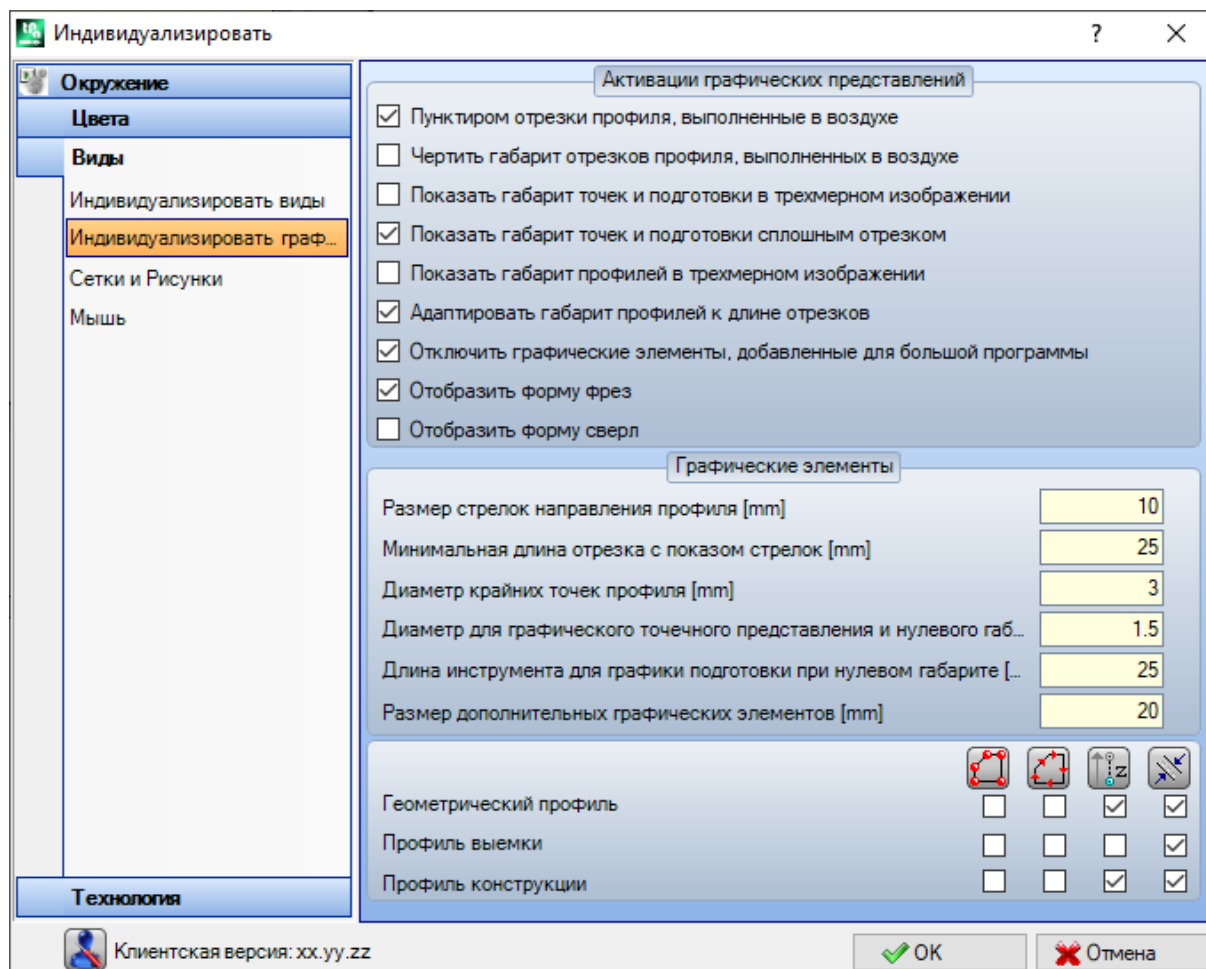 Индивидуализировать
?
Окружение
Цвета
Виды
Индивидуализировать виды
Индивидуализировать граф...
Сетки и Рисунки
Мышь
Технология
Активации графических представлений
Пунктиром отрезки профиля, выполненные в воздухе
Чертить габарит отрезков профиля, выполненных в воздухе
Показать габарит точек и подготовки в трехмерном изображении
Показать габарит точек и подготовки сплошным отрезком
Показать габарит профилей в трехмерном изображении
Адаптировать габарит профилей к длине отрезков
Отключить графические элементы, добавленные для большой программы
Отобразить форму фрез
Отобразить форму сверл
Графические элементы
Размер стрелок направления профиля [mm] 10
Минимальная длина отрезка с показом стрелок [mm] 25
Диаметр крайних точек профиля [mm] 3
Диаметр для графического точечного представления и нулевого габ... 1.5
Длина инструмента для графики подготовки при нулевом габарите [... 25
Размер дополнительных графических элементов [mm] 20
z
Геометрический профиль
Профиль выемки
Профиль конструкции
Клиентская версия: xx.yy.zz
OK
Отмена